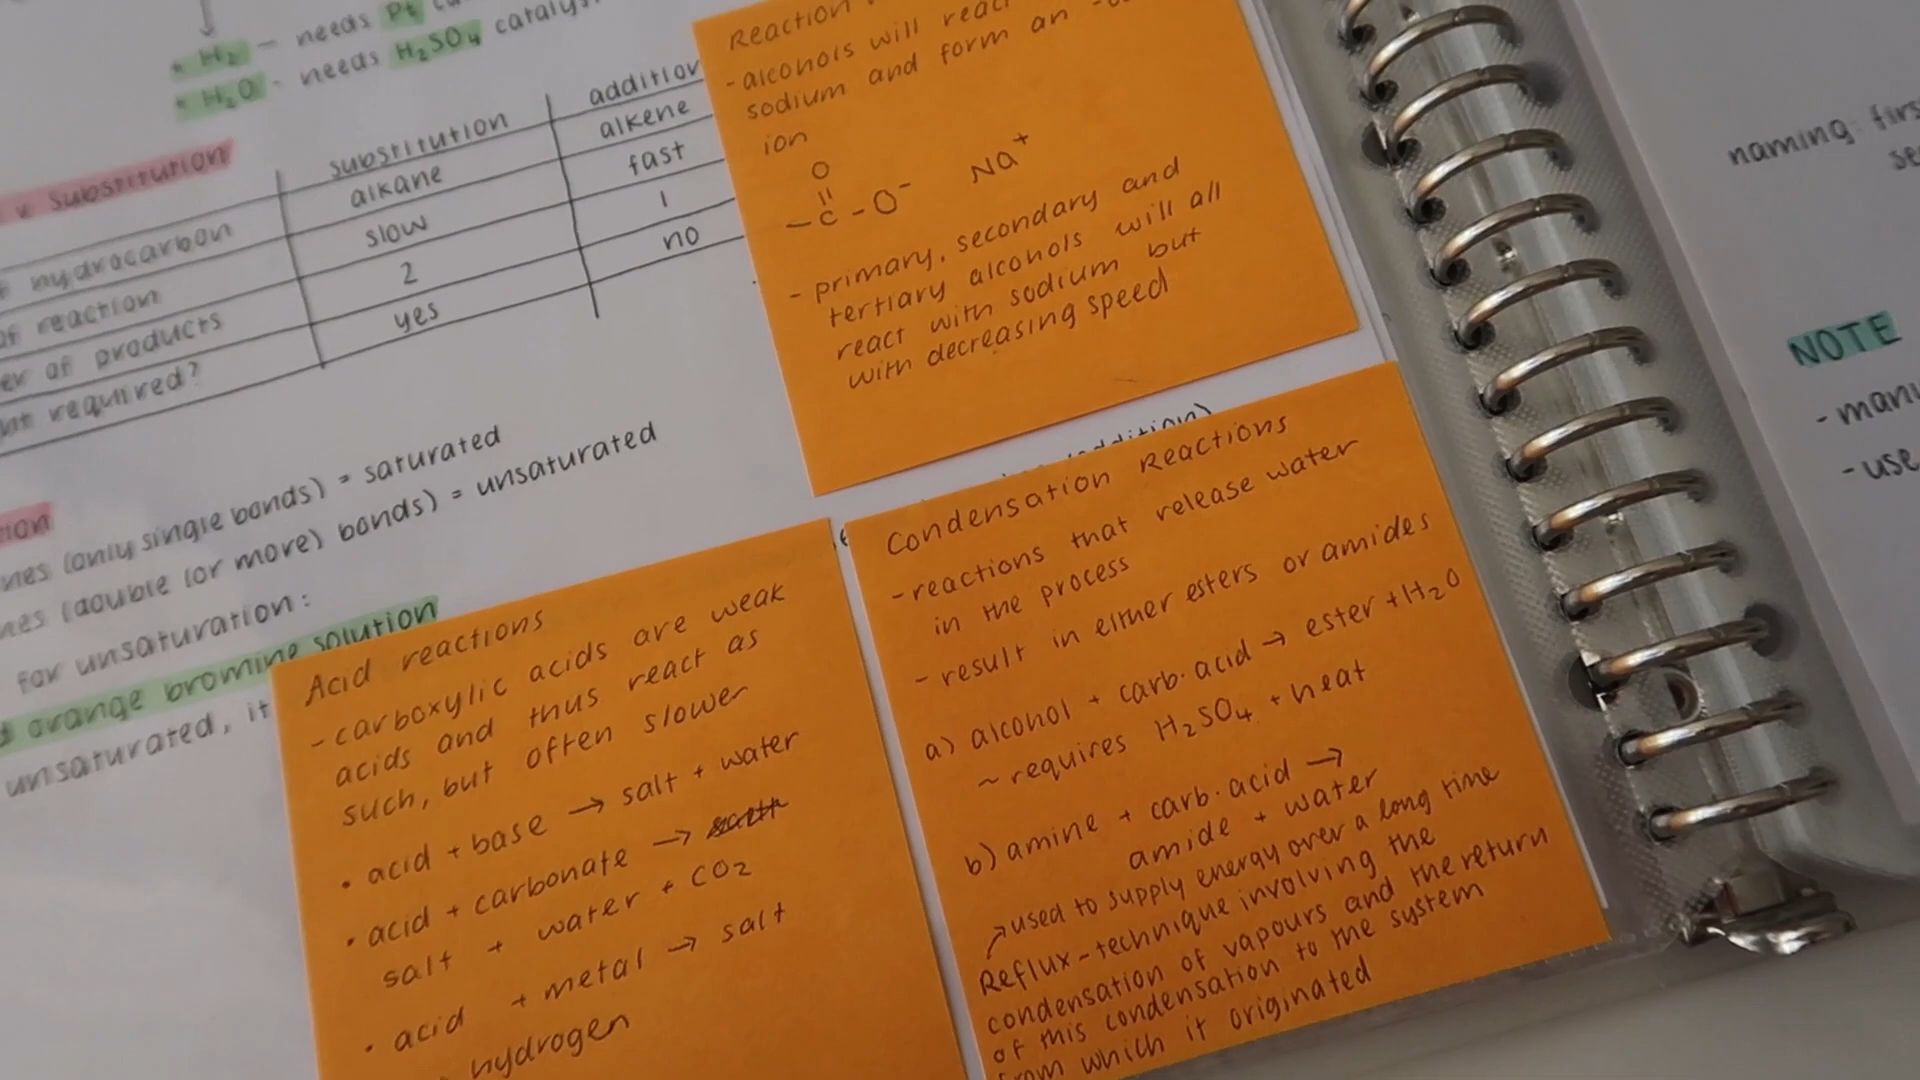 H2 - needs Pt
H2O - needs H2SO4
v substitution
substitution
addition
hydrocarbon
alkane
alkene
of reaction
slow
fast
of products
2
1
required?
yes
no
(only single bonds) = saturated
(double (or more) bonds) = unsaturated
for unsaturation:
orange bromine solution
unsaturated, it
Reaction
-alcohols will react
sodium and form an
ion
O
- C - O⁻ Na⁺
- primary, secondary and
tertiary alcohols will all
react with sodium but
with decreasing speed
Acid reactions
- carboxylic acids are weak
acids and thus react as
such, but often slower
• acid + base → salt + water
• acid + carbonate →
salt + water + CO2
• acid + metal → salt
hydrogen
Condensation Reactions
- reactions that release water
in the process
- result in either esters or amides
a) alcohol + carb. acid → ester + H2O
~ requires H2SO4 + heat
b) amine + carb. acid →
amide + water
used to supply energy over a long time
Reflux - technique involving the
condensation of vapours and the return
of this condensation to the system
from which it originated
naming: firs
se
NOTE
- many
- use